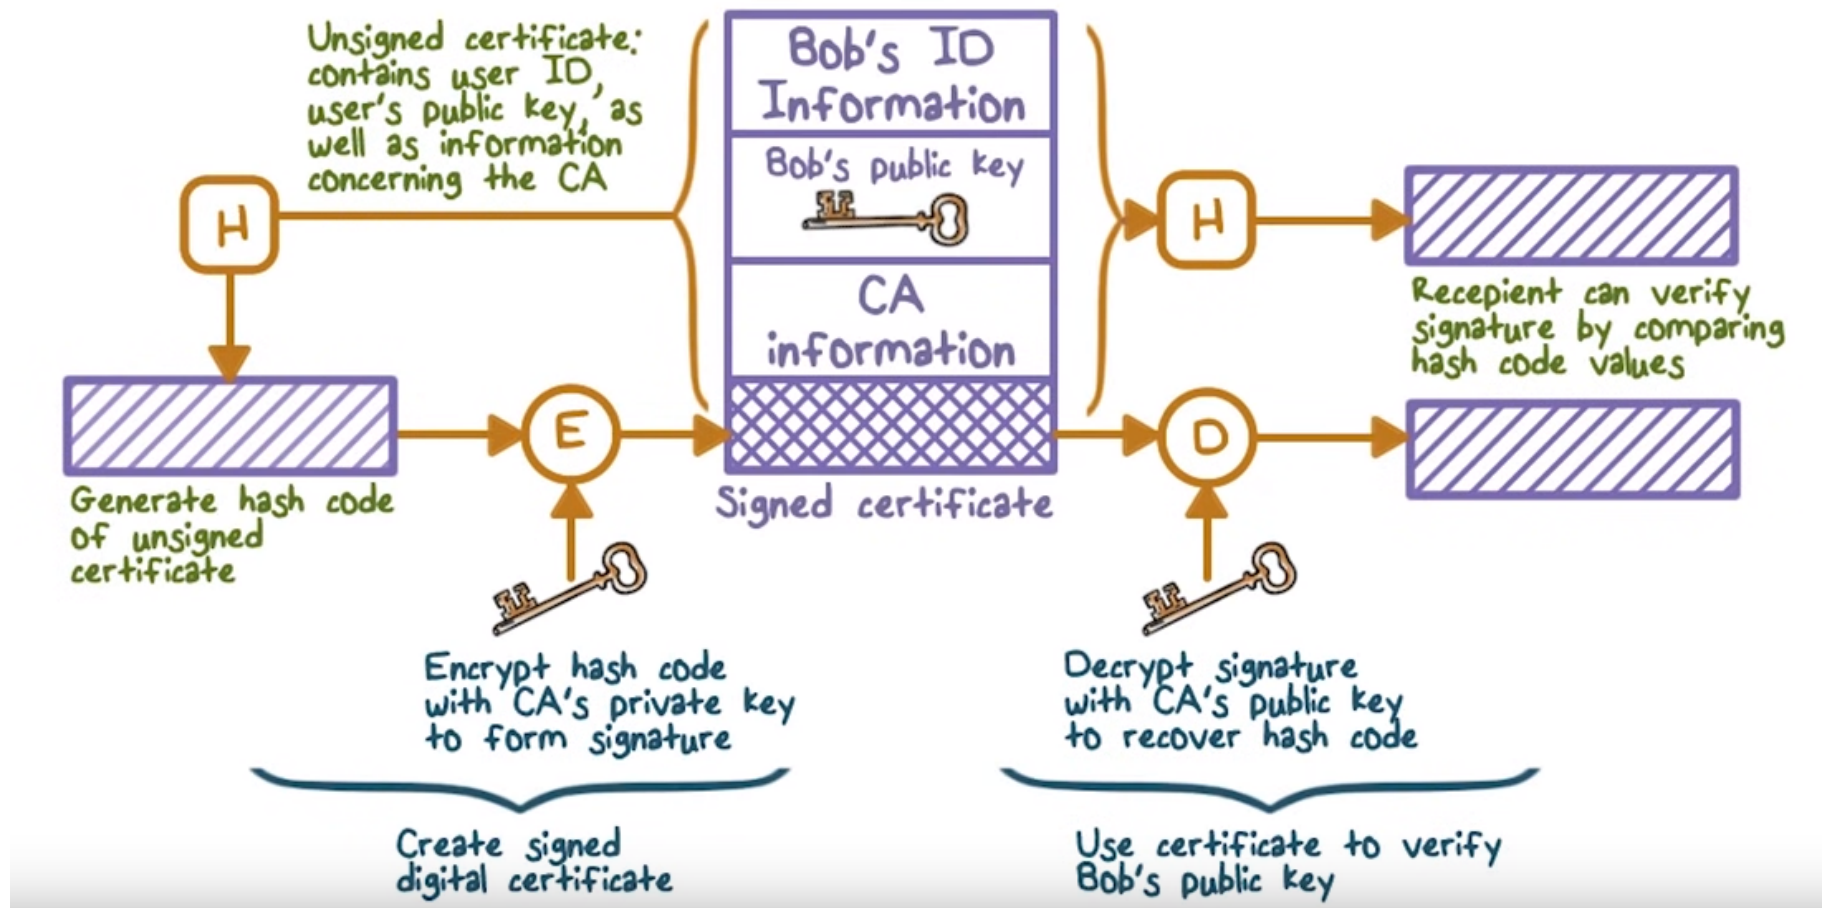 Unsigned certificate:
contains user ID,
user's public key, as
well as information
concerning the CA
Bob's ID
Information
Bob's public key
CA
information
Signed certificate
H
H
Recepient can verify
signature by comparing
hash code values
E
D
Generate hash code
of unsigned
certificate
Encrypt hash code
with CA's private key
to form signature
Decrypt signature
with CA's public key
to recover hash code
Create signed
digital certificate
Use certificate to verify
Bob's public key